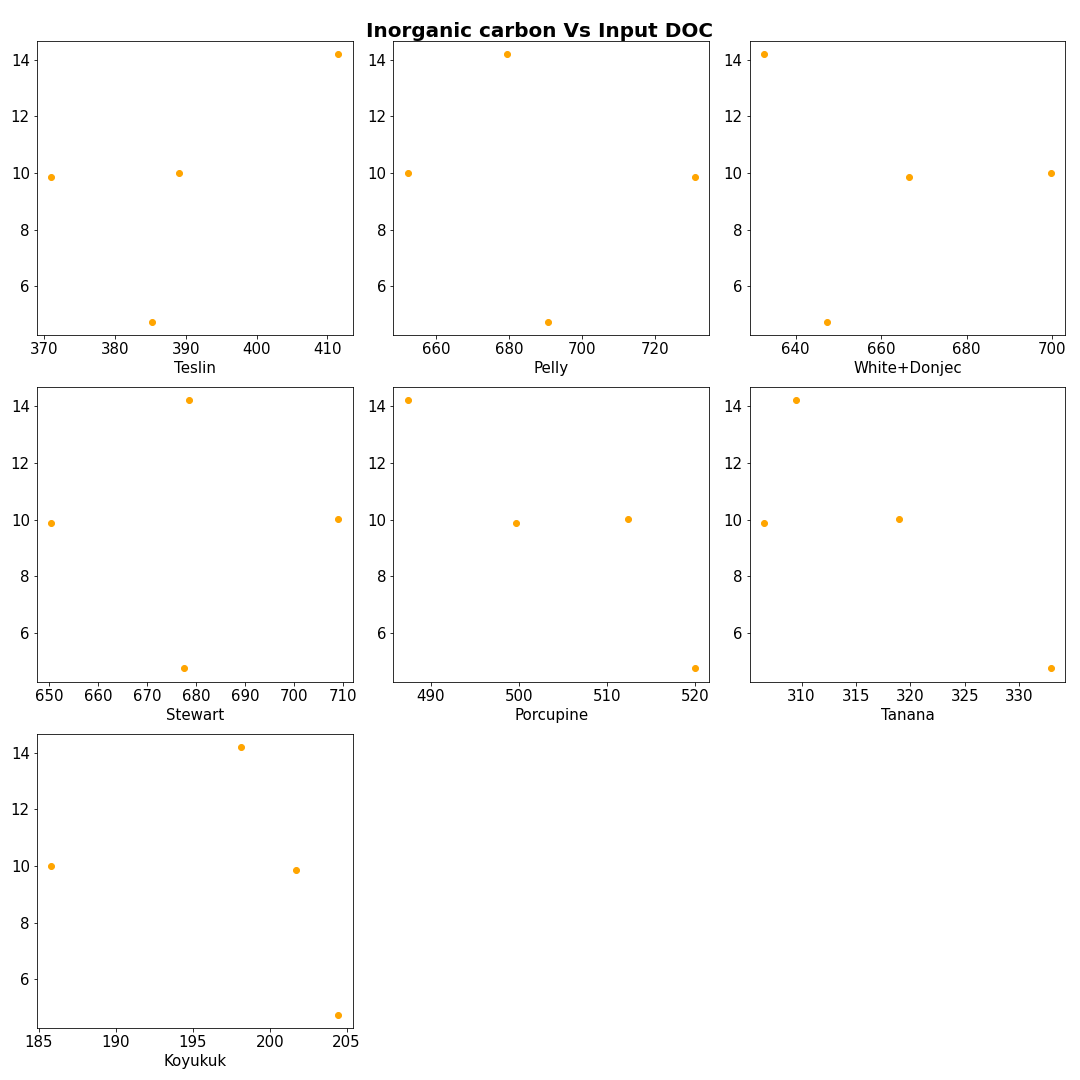 Inorganic carbon Vs Input DOC
14
12
10
8
6
370 380 390 400 410
Teslin
14
12
10
8
6
660 680 700 720
Pelly
14
12
10
8
6
640 660 680 700
White+Donjec
14
12
10
8
6
650 660 670 680 690 700 710
Stewart
14
12
10
8
6
490 500 510 520
Porcupine
14
12
10
8
6
310 315 320 325 330
Tanana
14
12
10
8
6
185 190 195 200 205
Koyukuk